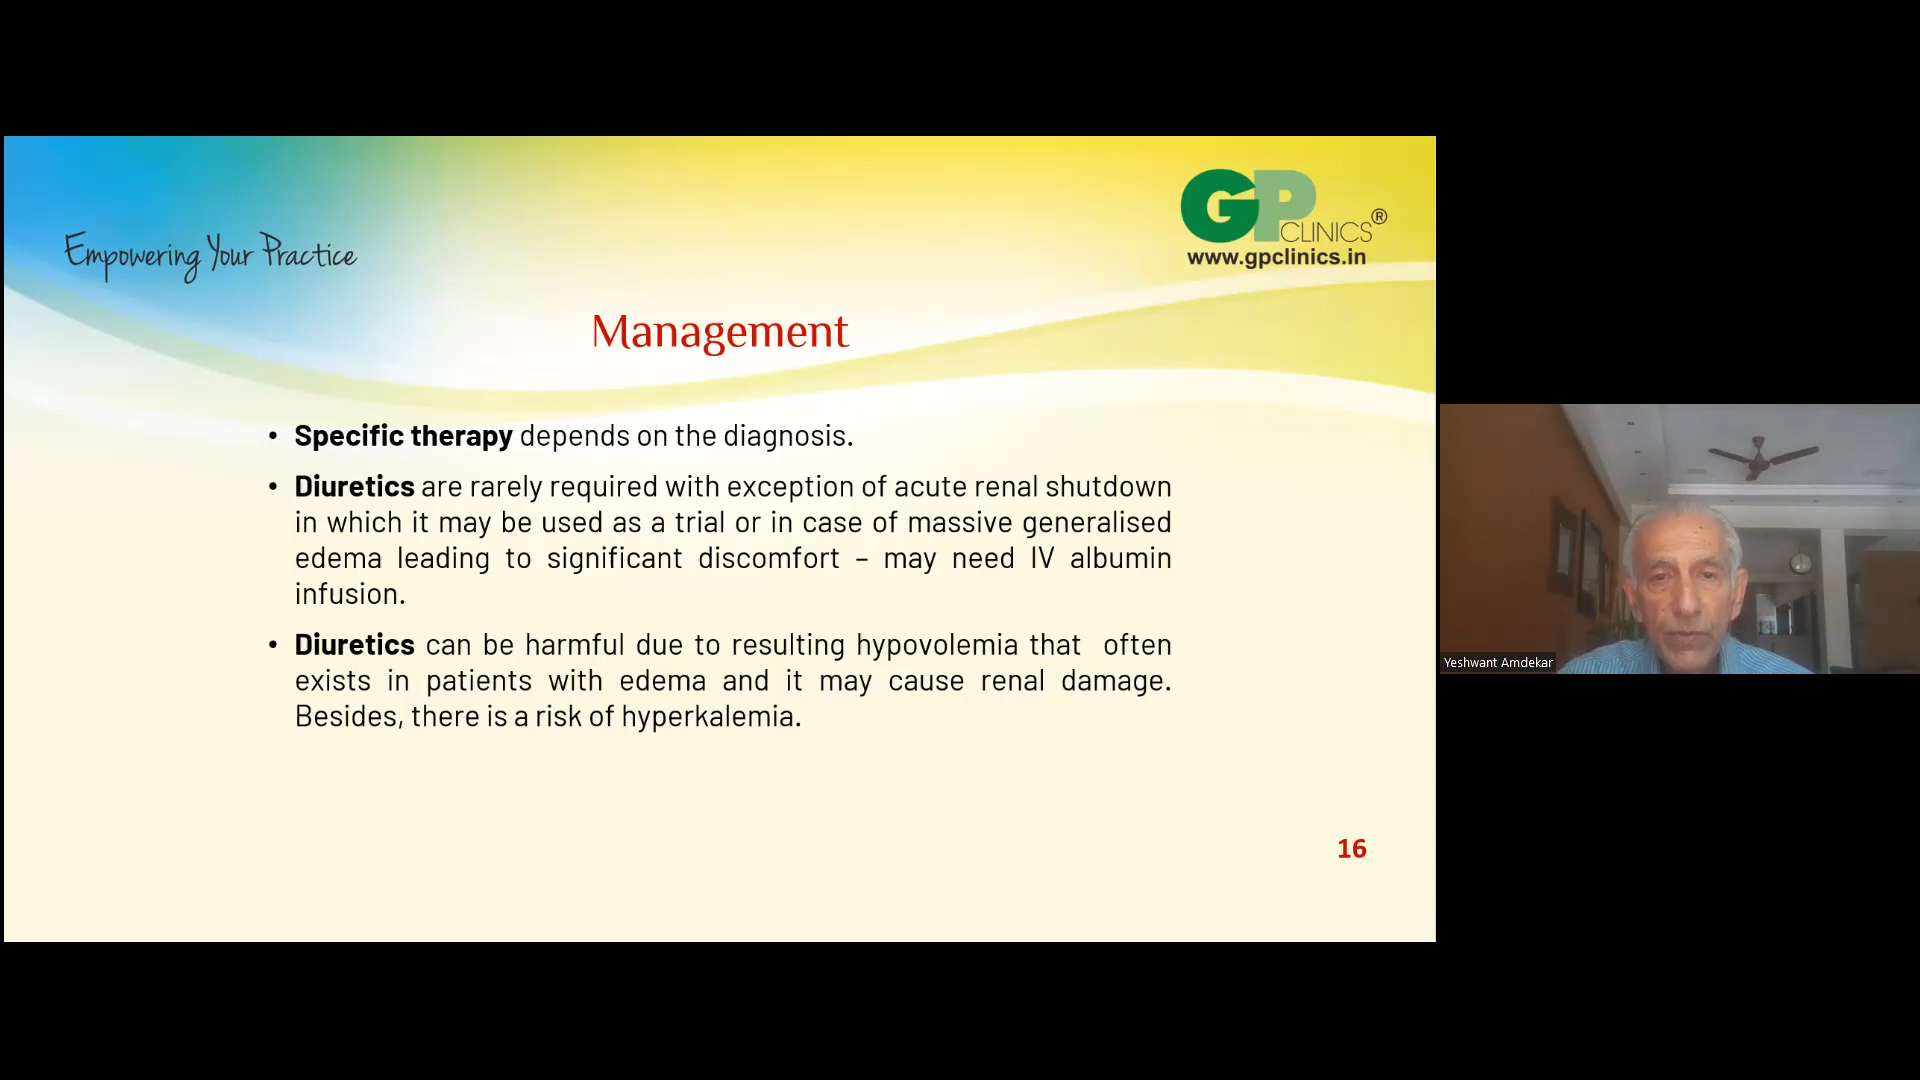 Empowering Your Practice
GP
CLINICS®
www.gpclinics.in
Management
• Specific therapy depends on the diagnosis.
• Diuretics are rarely required with exception of acute renal shutdown
in which it may be used as a trial or in case of massive generalised
edema leading to significant discomfort – may need IV albumin
infusion.
• Diuretics can be harmful due to resulting hypovolemia that often
exists in patients with edema and it may cause renal damage.
Besides, there is a risk of hyperkalemia.
16
Yeshwant Amdekar